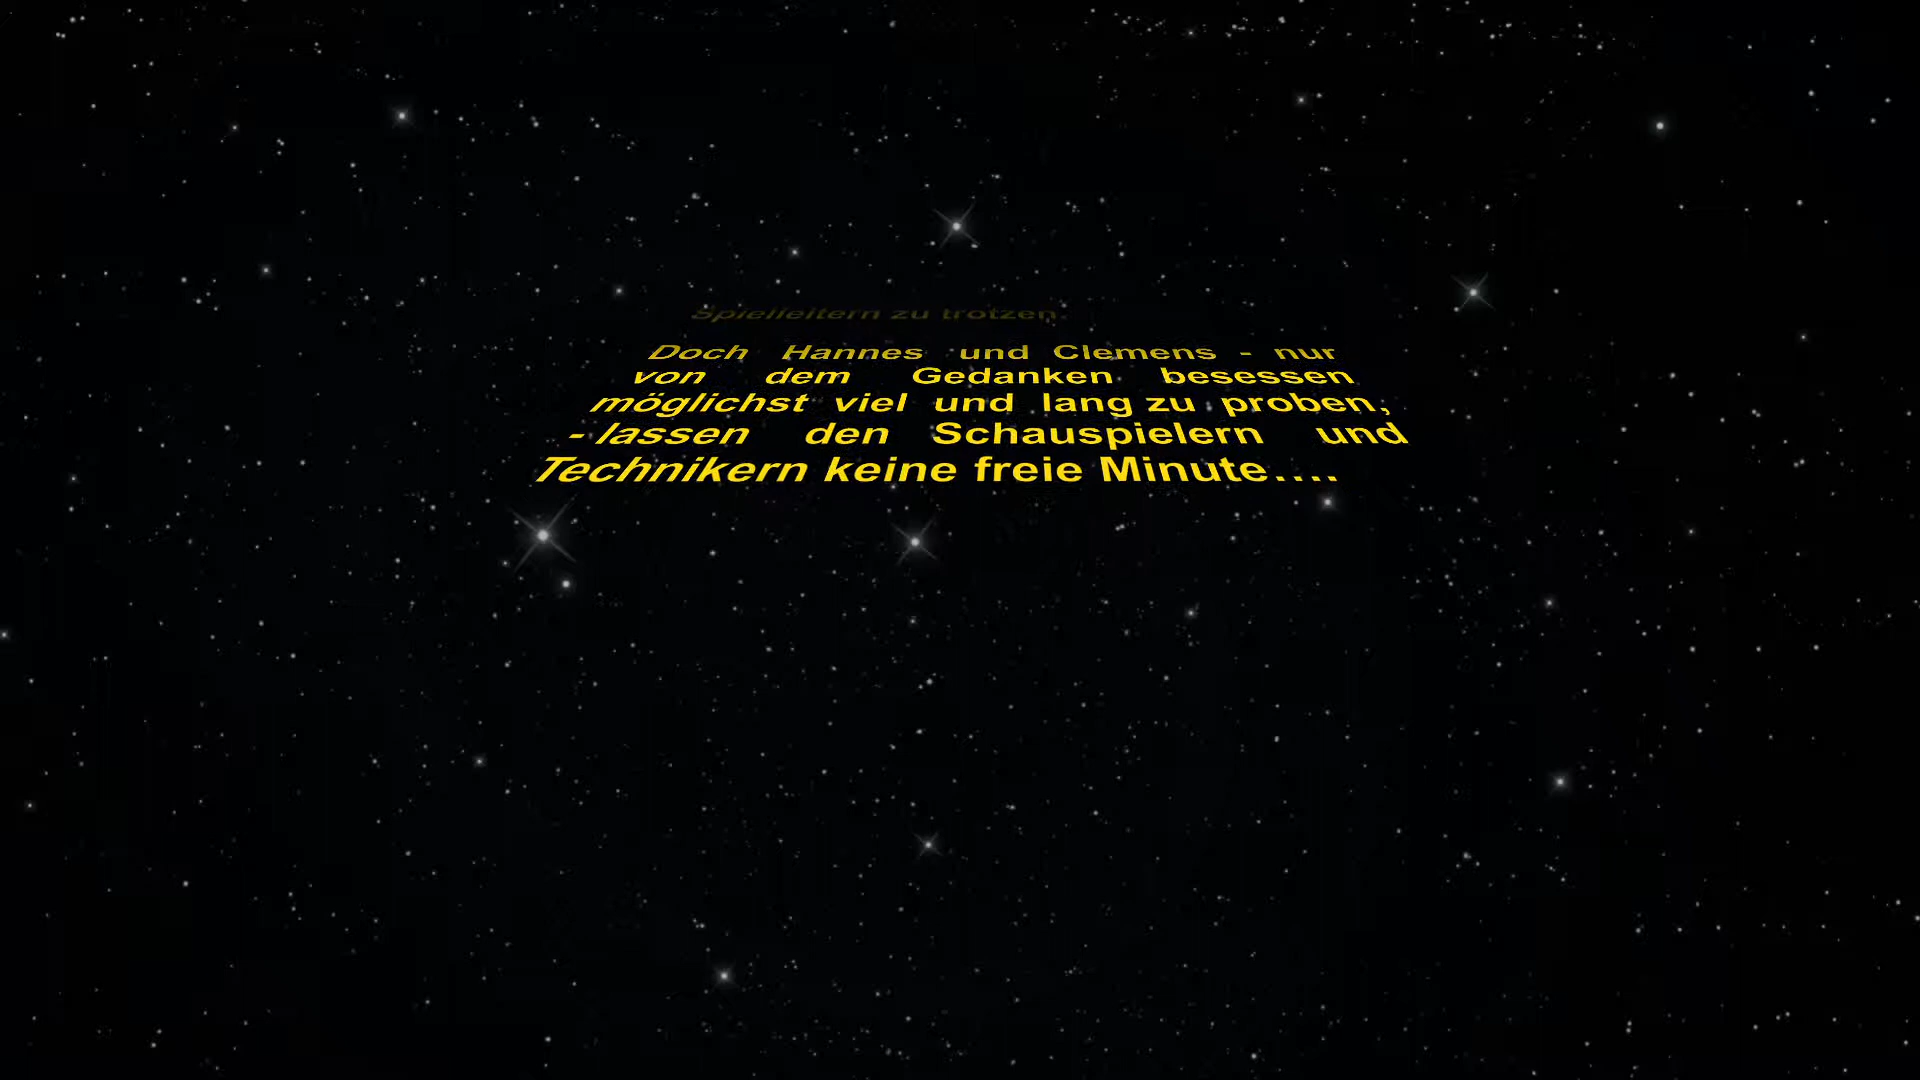 Spielleitern zu trotzen.
Doch Hannes und Clemens - nur
von dem Gedanken besessen
möglichst viel und lang zu proben,
- lassen den Schauspielern und
Technikern keine freie Minute....